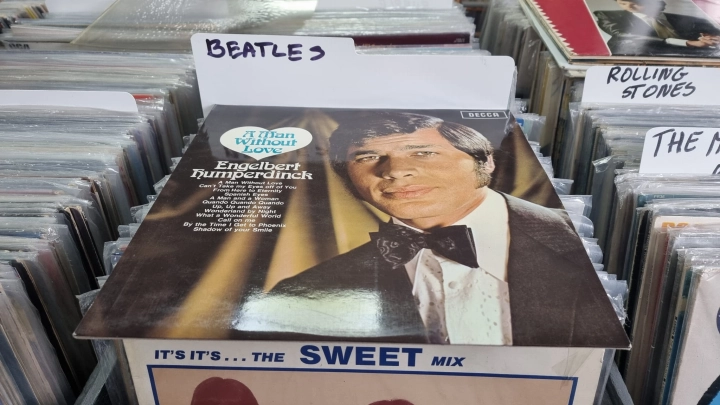 BEATLES
ROLLING
STONES
THE M
DECCA
A Man
Without
Love
Engelbert
Humperdinck
A Man Without Love
Can't Take my Eyes off of You
From Here to Eternity
Spanish Eyes
A Man and a Woman
Quando Quando Quando
Up, Up and Away
Wonderland by Night
What a Wonderful World
Call on me
By the Time I Get to Phoenix
Shadow of your Smile
IT'S IT'S...THE SWEET MIX